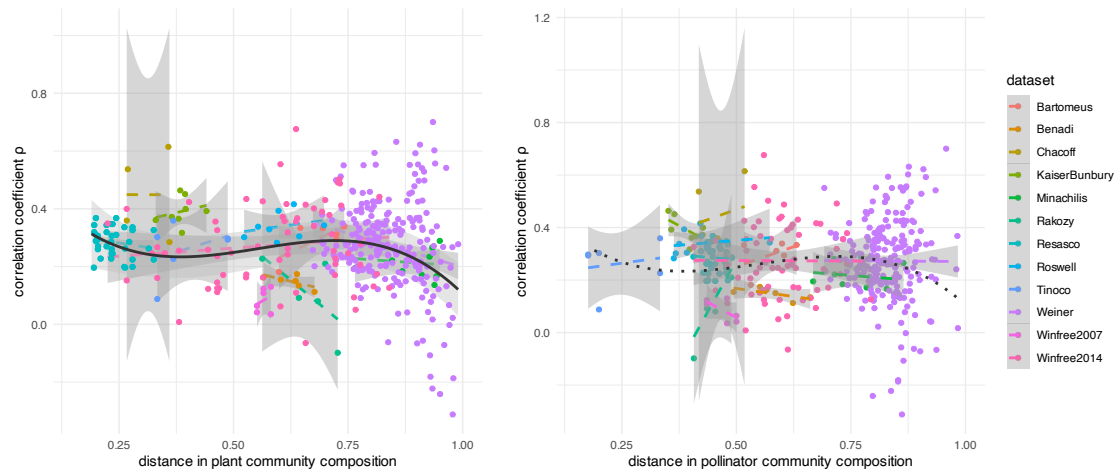 correlation coefficient ρ
0.8
0.4
0.0
0.25
0.50
0.75
1.00
distance in plant community composition
correlation coefficient ρ
1.2
0.8
0.4
0.0
0.25
0.50
0.75
1.00
distance in pollinator community composition
dataset
Bartomeus
Benadi
Chacoff
KaiserBunbury
Minachilis
Rakozy
Resasco
Roswell
Tinoco
Weiner
Winfree2007
Winfree2014